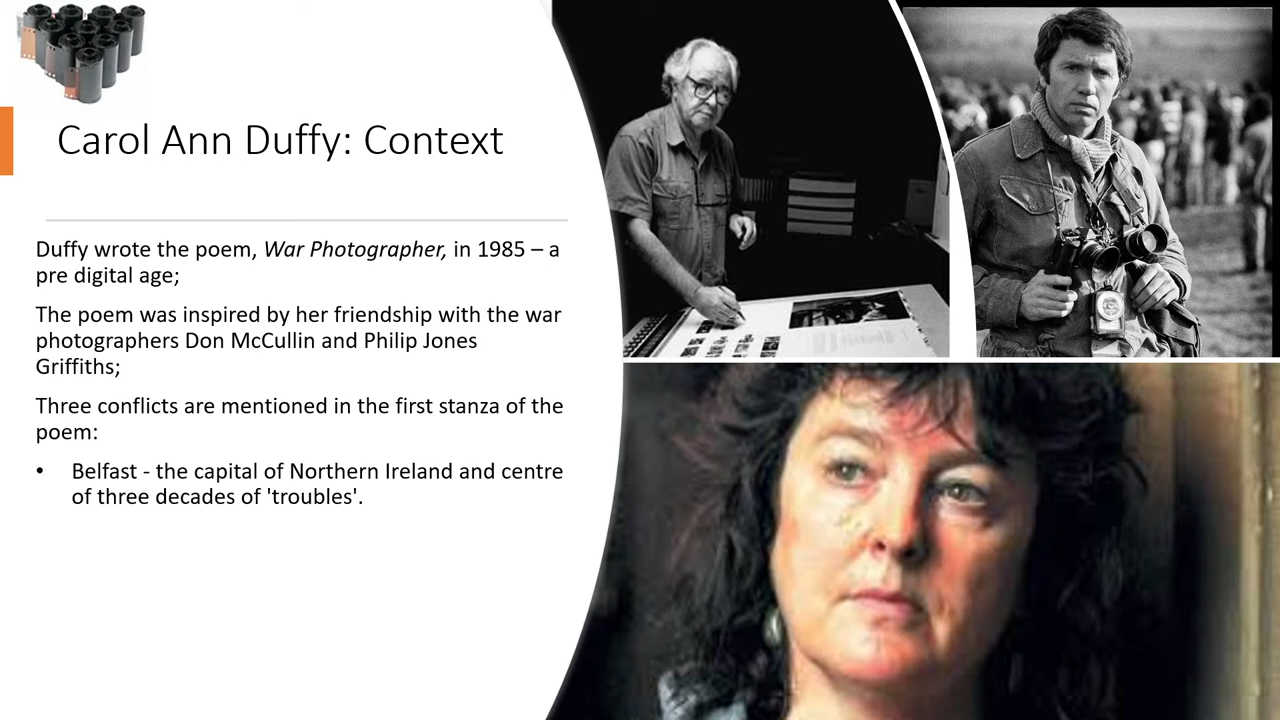 Carol Ann Duffy: Context
Duffy wrote the poem, War Photographer, in 1985 – a
pre digital age;
The poem was inspired by her friendship with the war
photographers Don McCullin and Philip Jones
Griffiths;
Three conflicts are mentioned in the first stanza of the
poem:
• Belfast - the capital of Northern Ireland and centre
of three decades of 'troubles'.